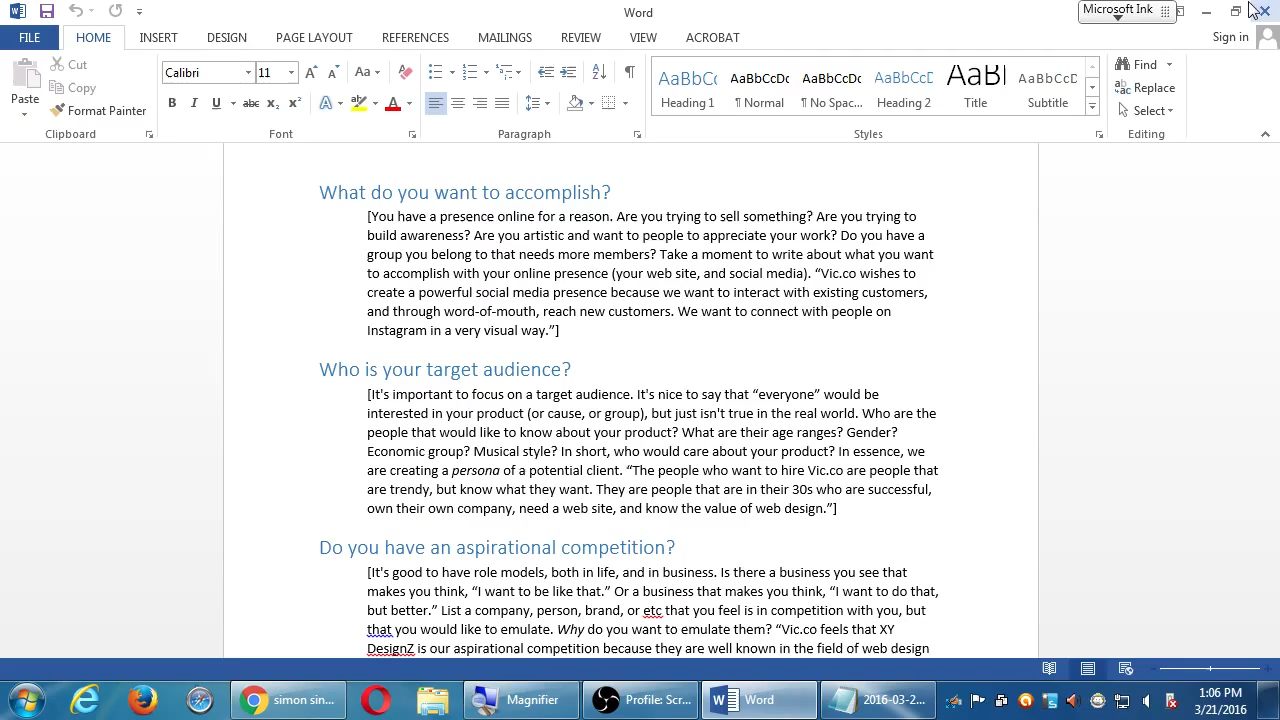 Word
Microsoft Ink
FILE HOME INSERT DESIGN PAGE LAYOUT REFERENCES MAILINGS REVIEW VIEW ACROBAT Sign in
Paste
Cut
Copy
Format Painter
Clipboard
Calibri 11
Font
Paragraph
AaBbCc AaBbCcDc AaBbCcDc AaBbCcD AaB AaBbCcD
Heading 1 ¶ Normal ¶ No Spac... Heading 2 Title Subtitle
Styles
Find
Replace
Select
Editing
What do you want to accomplish?
[You have a presence online for a reason. Are you trying to sell something? Are you trying to
build awareness? Are you artistic and want to people to appreciate your work? Do you have a
group you belong to that needs more members? Take a moment to write about what you want
to accomplish with your online presence (your web site, and social media). “Vic.co wishes to
create a powerful social media presence because we want to interact with existing customers,
and through word-of-mouth, reach new customers. We want to connect with people on
Instagram in a very visual way.”]
Who is your target audience?
[It's important to focus on a target audience. It's nice to say that “everyone” would be
interested in your product (or cause, or group), but just isn't true in the real world. Who are the
people that would like to know about your product? What are their age ranges? Gender?
Economic group? Musical style? In short, who would care about your product? In essence, we
are creating a persona of a potential client. “The people who want to hire Vic.co are people that
are trendy, but know what they want. They are people that are in their 30s who are successful,
own their own company, need a web site, and know the value of web design.”]
Do you have an aspirational competition?
[It's good to have role models, both in life, and in business. Is there a business you see that
makes you think, “I want to be like that.” Or a business that makes you think, “I want to do that,
but better.” List a company, person, brand, or etc that you feel is in competition with you, but
that you would like to emulate. Why do you want to emulate them? “Vic.co feels that XY
DesignZ is our aspirational competition because they are well known in the field of web design
simon sin... Magnifier Profile: Scr... Word 2016-03-2... 1:06 PM
3/21/2016